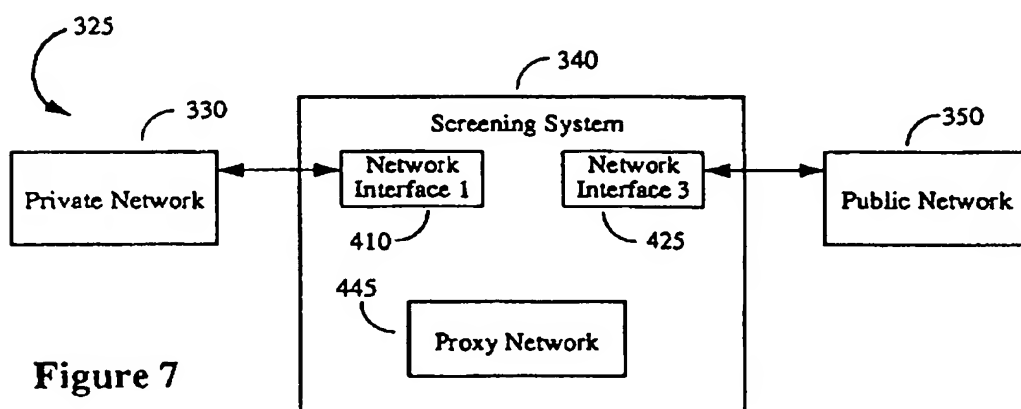 325
340
330
350
Screening System
Private Network
Network
Interface 1
Network
Interface 3
Public Network
410
425
445
Proxy Network
Figure 7